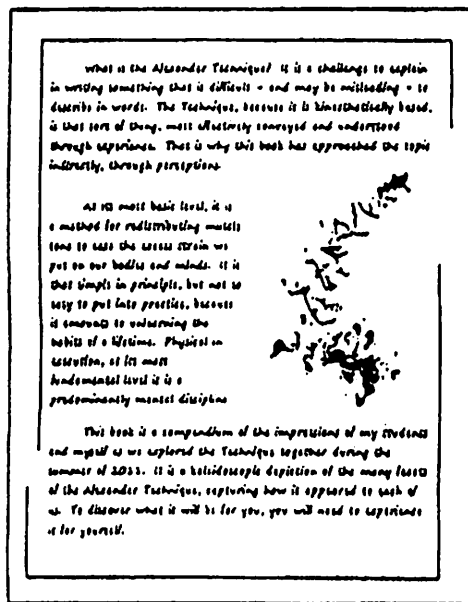 What is the Alexander Technique? It is a challenge to explain
in writing something that is difficult - and may be misleading - to
describe in words. The Technique, because it is kinesthetically based,
is that sort of thing, most effectively conveyed and understood
through experience. That is why this book has approached the topic
indirectly, through perceptions.
At its most basic level, it is
a method for redistributing muscle
tone to ease the excess strain we
put on our bodies and minds. It is
that simple in principle, but not so
easy to put into practice, because
it amounts to unlearning the
habits of a lifetime. Physical in
execution, at its most
fundamental level it is a
predominantly mental discipline
This book is a compendium of the impressions of my students
and myself as we explored the Technique together during the
summer of It is a kaleidoscopic depiction of the many facets
of the Alexander Technique, capturing how it appeared to each of
us. To discover what it will be for you, you will need to experience
it for yourself.